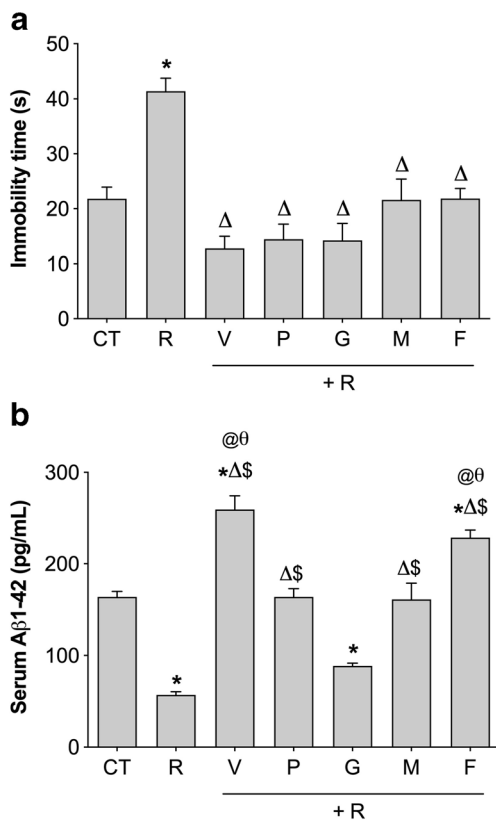 a
Immobility time (s)
50
40
30
20
10
0
*
Δ
Δ
Δ
Δ
Δ
CT R V P G M F
+ R
b
Serum Aβ1-42 (pg/mL)
300
200
100
0
@θ
*Δ$
@θ
*Δ$
Δ$
Δ$
*
*
CT R V P G M F
+ R